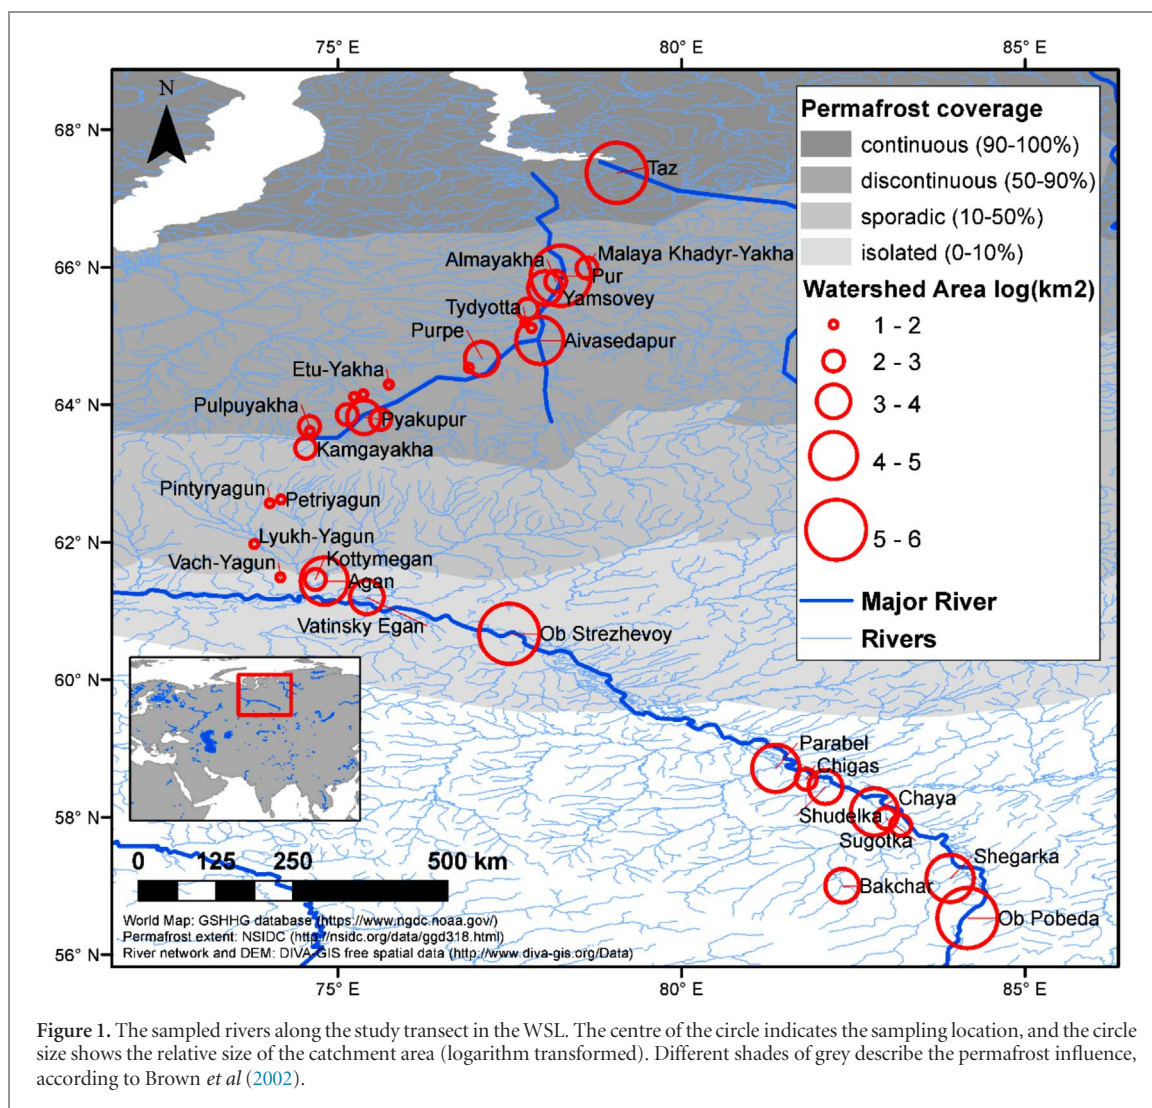 75° E 80° E 85° E
N
68° N
66° N
64° N
62° N
60° N
58° N
56° N
Permafrost coverage
continuous (90-100%)
discontinuous (50-90%)
sporadic (10-50%)
isolated (0-10%)
Watershed Area log(km2)
1 - 2
2 - 3
3 - 4
4 - 5
5 - 6
Major River
Rivers
Taz
Almayakha
Malaya Khadyr-Yakha
Pur
Yamsovey
Tydyotta
Purpe
Aivasedapur
Etu-Yakha
Pulpuyakha
Pyakupur
Kamgayakha
Pintyryagun
Petriyagun
Lyukh-Yagun
Vach-Yagun
Kottymegan
Agan
Vatinsky Egan
Ob Strezhevoy
Parabel
Chigas
Shudelka
Chaya
Sugotka
Shegarka
Bakchar
Ob Pobeda
0 125 250 500 km
World Map: GSHHG database (https://www.ngdc.noaa.gov/)
Permafrost extent: NSIDC (http://nsidc.org/data/ggd318.html)
River network and DEM: DIVA-GIS free spatial data (http://www.diva-gis.org/Data)
75° E 80° E 85° E
Figure 1. The sampled rivers along the study transect in the WSL. The centre of the circle indicates the sampling location, and the circle
size shows the relative size of the catchment area (logarithm transformed). Different shades of grey describe the permafrost influence,
according to Brown et al (2002).